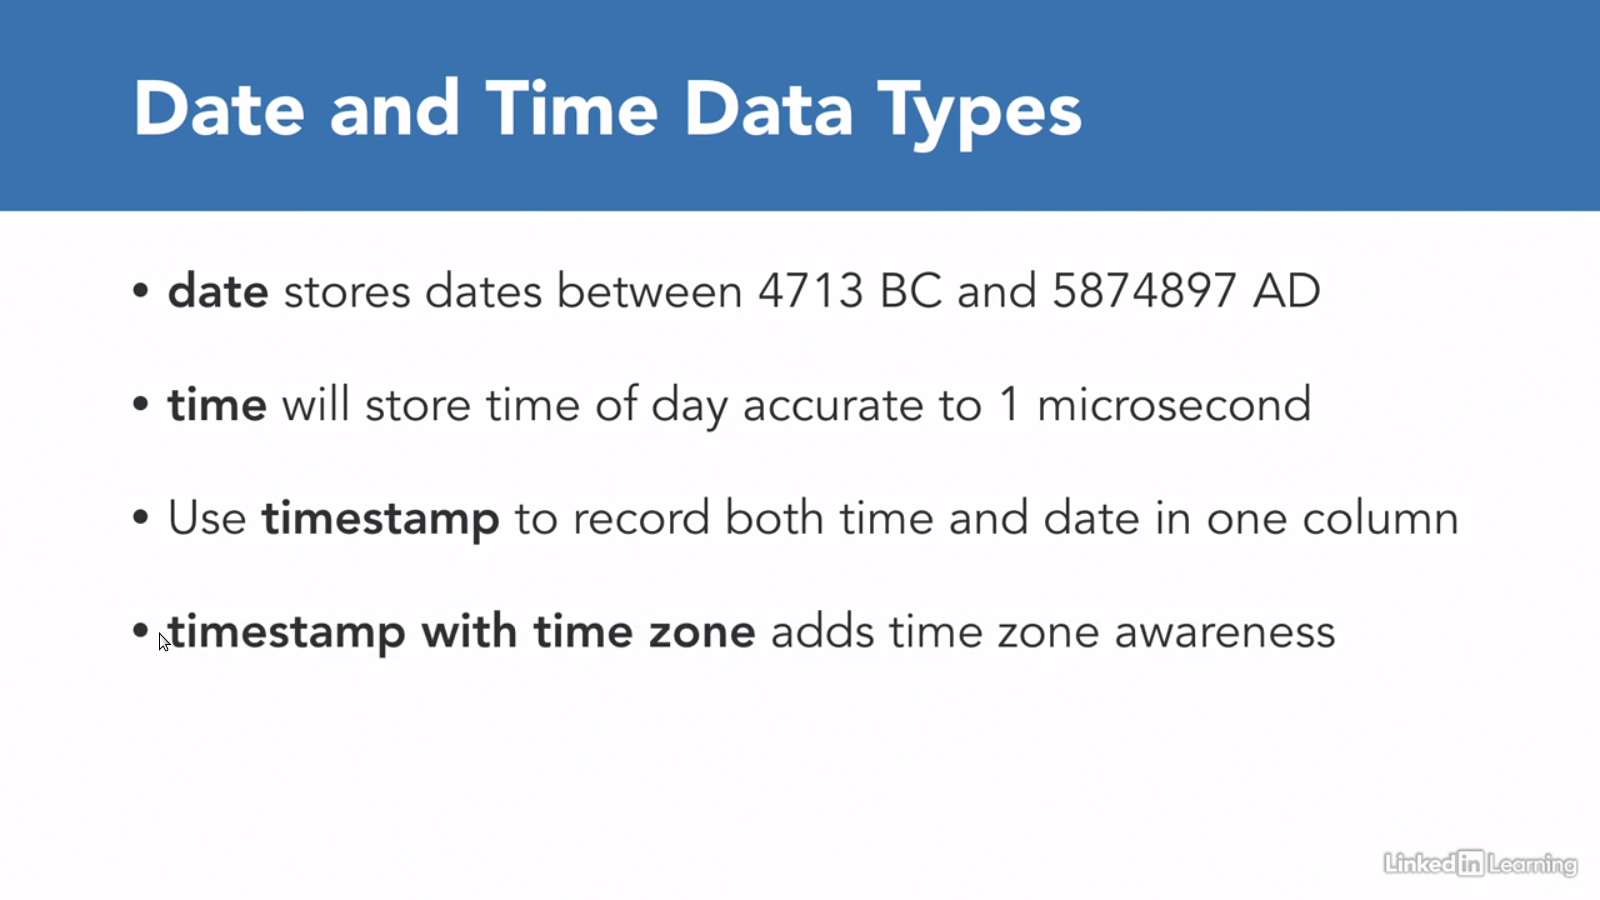 Date and Time Data Types
• date stores dates between 4713 BC and 5874897 AD
• time will store time of day accurate to 1 microsecond
• Use timestamp to record both time and date in one column
• timestamp with time zone adds time zone awareness
Linked in Learning